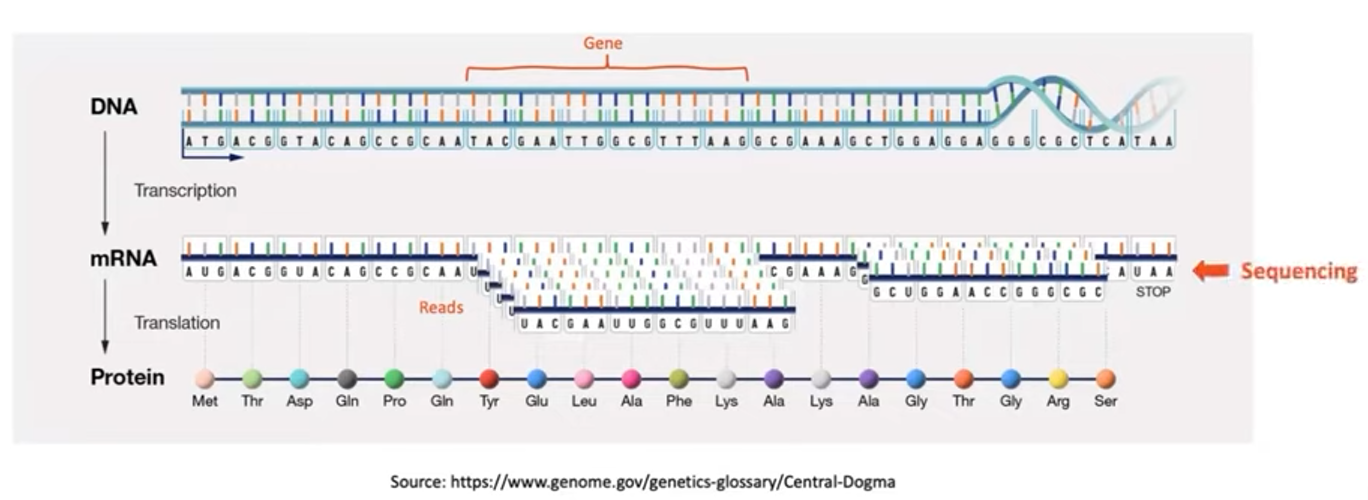 Gene
DNA
A T G A C G G T A C A G C C G C A A T A C G A A T T G G C G T T T A A G G C G A A A G C T G G A G G A G G G C G C T C A T A A
Transcription
mRNA
A U G A C G G U A C A G C C G C A A U C G A A A G A U A A
Sequencing
G
G C U G G A A C C G G G C G C
STOP
U
U
U
Reads
U A C G A A U U G G C G U U U A A G
Translation
Protein
Met Thr Asp Gln Pro Gln Tyr Glu Leu Ala Phe Lys Ala Lys Ala Gly Thr Gly Arg Ser
Source: https://www.genome.gov/genetics-glossary/Central-Dogma